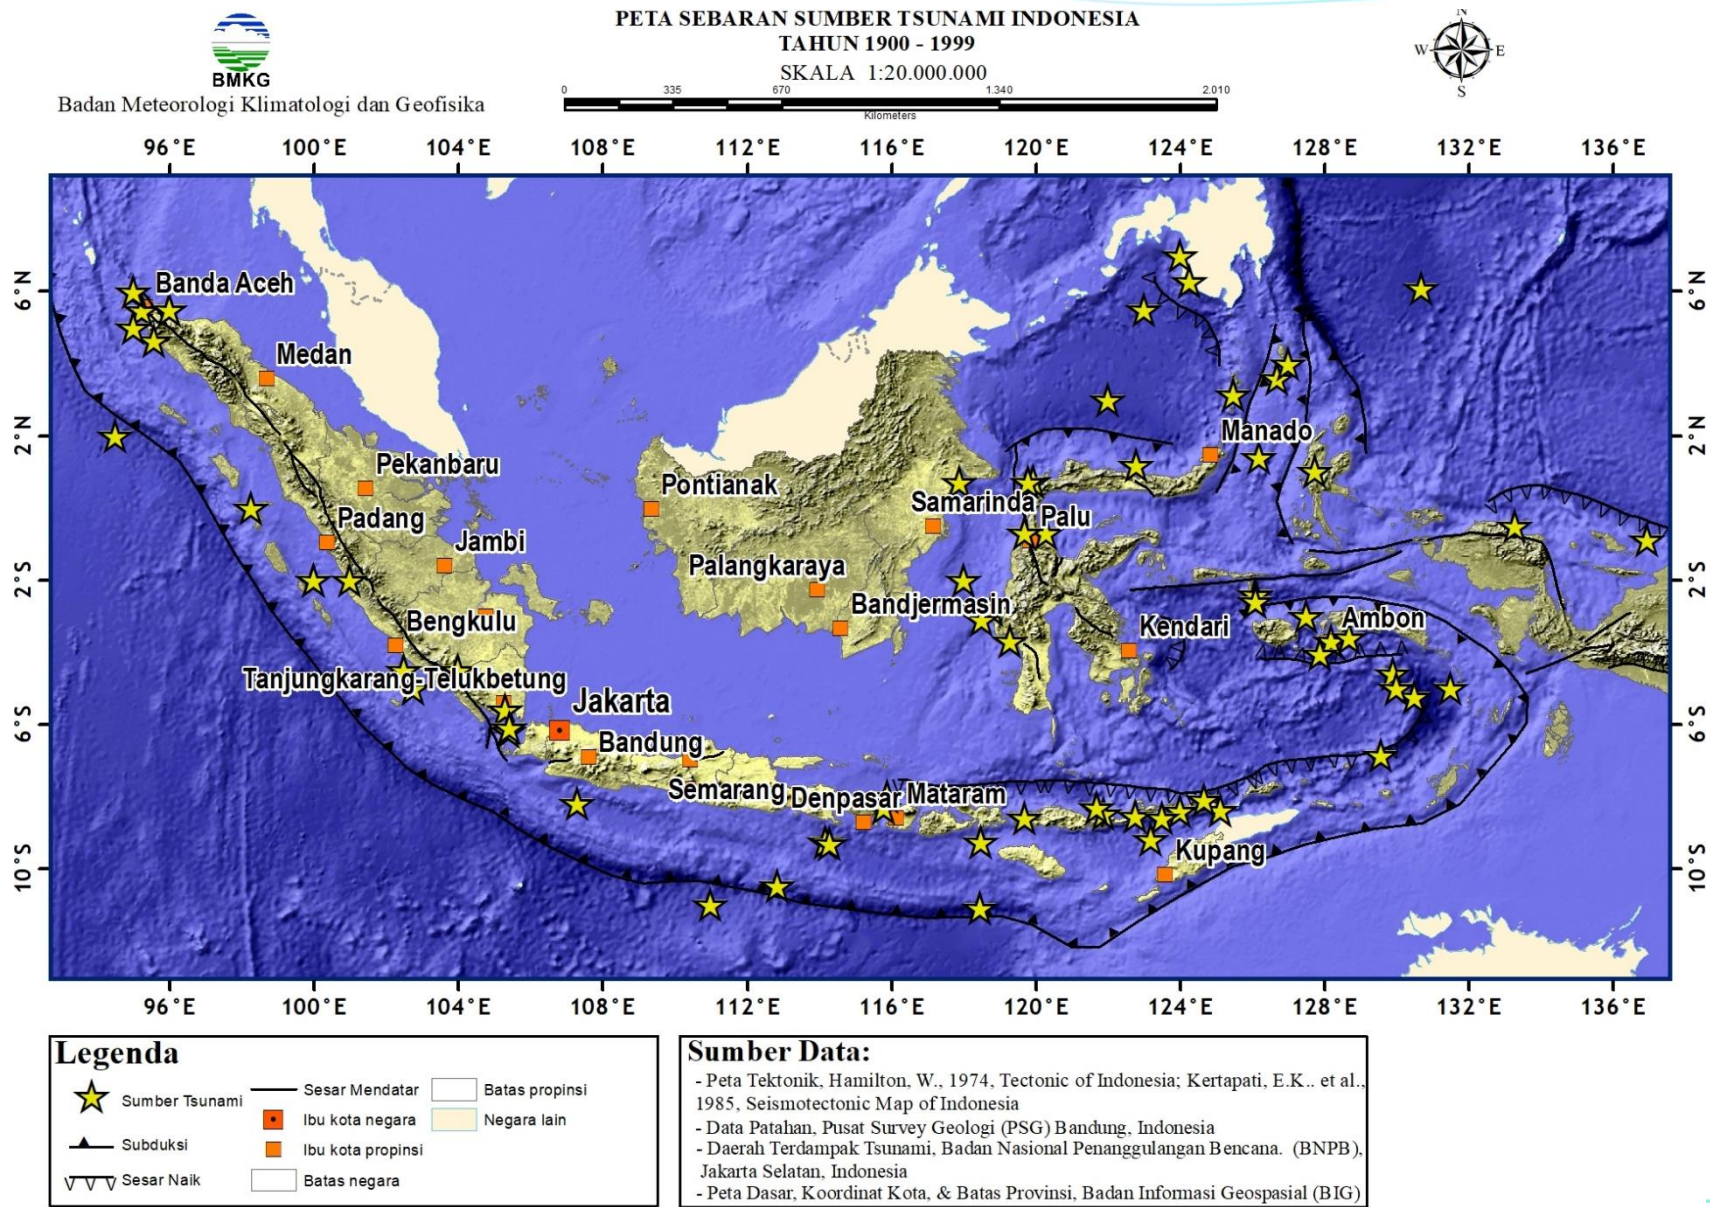 PETA SEBARAN SUMBER TSUNAMI INDONESIA
TAHUN 1900 - 1999
SKALA 1:20.000.000
BMKG
Badan Meteorologi Klimatologi dan Geofisika
N
W E
S
0 335 670 1.340 2.010
Kilometers
96°E 100°E 104°E 108°E 112°E 116°E 120°E 124°E 128°E 132°E 136°E
6°N 6°N
2°N 2°N
2°S 2°S
6°S 6°S
10°S 10°S
Banda Aceh
Medan
Manado
Pekanbaru
Pontianak
Samarinda
Padang
Palu
Jambi
Palangkaraya
Bandjermasin
Bengkulu
Kendari
Ambon
Tanjungkarang-Telukbetung
Jakarta
Bandung
Semarang
Denpasar
Mataram
Kupang
96°E 100°E 104°E 108°E 112°E 116°E 120°E 124°E 128°E 132°E 136°E
Legenda
Sumber Tsunami
Subduksi
Sesar Naik
Sesar Mendatar
Ibu kota negara
Ibu kota propinsi
Batas negara
Batas propinsi
Negara lain
Sumber Data:
- Peta Tektonik, Hamilton, W., 1974, Tectonic of Indonesia; Kertapati, E.K.. et al.,
1985, Seismotectonic Map of Indonesia
- Data Patahan, Pusat Survey Geologi (PSG) Bandung, Indonesia
- Daerah Terdampak Tsunami, Badan Nasional Penanggulangan Bencana. (BNPB),
Jakarta Selatan, Indonesia
- Peta Dasar, Koordinat Kota, & Batas Provinsi, Badan Informasi Geospasial (BIG)